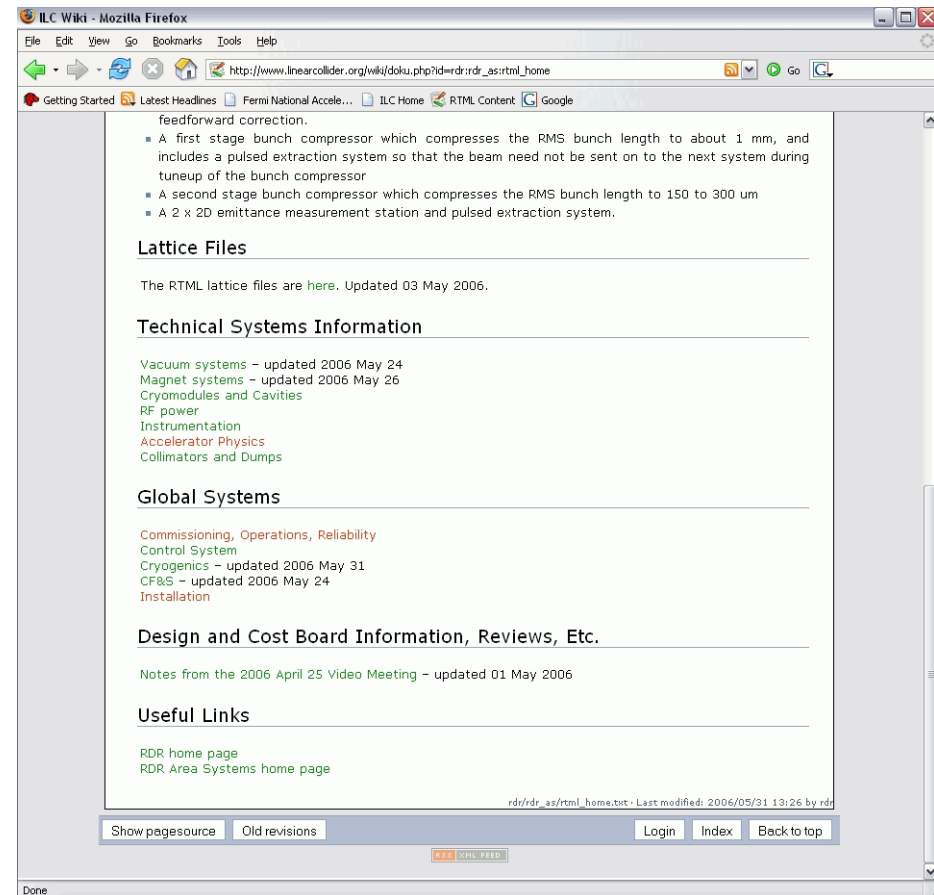 ILC Wiki - Mozilla Firefox
File Edit View Go Bookmarks Tools Help
http://www.linearcollider.org/wiki/doku.php?id=rdr:rdr_as:rtml_home Go G
Getting Started Latest Headlines Fermi National Accele... ILC Home RTML Content G Google
feedforward correction.
A first stage bunch compressor which compresses the RMS bunch length to about 1 mm, and
includes a pulsed extraction system so that the beam need not be sent on to the next system during
tuneup of the bunch compressor
A second stage bunch compressor which compresses the RMS bunch length to 150 to 300 um
A 2 x 2D emittance measurement station and pulsed extraction system.
Lattice Files
The RTML lattice files are here. Updated 03 May 2006.
Technical Systems Information
Vacuum systems – updated 2006 May 24
Magnet systems – updated 2006 May 26
Cryomodules and Cavities
RF power
Instrumentation
Accelerator Physics
Collimators and Dumps
Global Systems
Commissioning, Operations, Reliability
Control System
Cryogenics – updated 2006 May 31
CF&S – updated 2006 May 24
Installation
Design and Cost Board Information, Reviews, Etc.
Notes from the 2006 April 25 Video Meeting – updated 01 May 2006
Useful Links
RDR home page
RDR Area Systems home page
rdr/rdr_as/rtml_home.txt · Last modified: 2006/05/31 13:26 by rdr
Show pagesource Old revisions Login Index Back to top
RSS XML FEED
Done